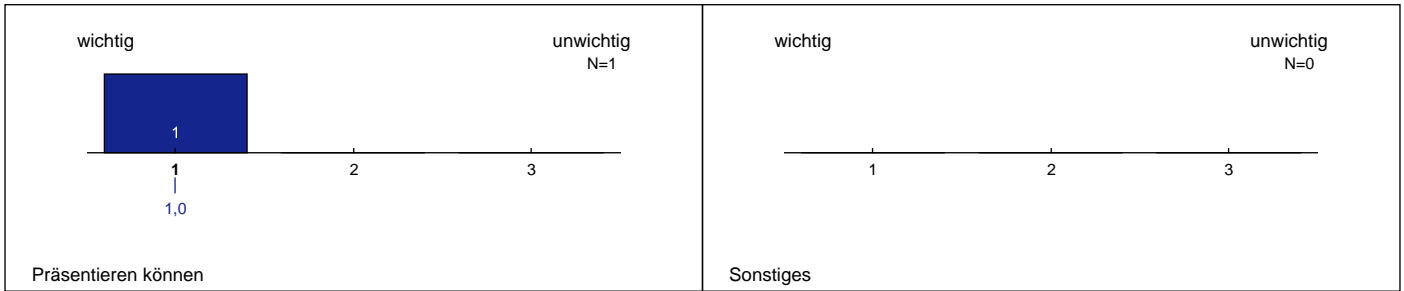 wichtig
unwichtig
N=1
1
1
2
3
1,0
Präsentieren können
wichtig
unwichtig
N=0
1
2
3
Sonstiges